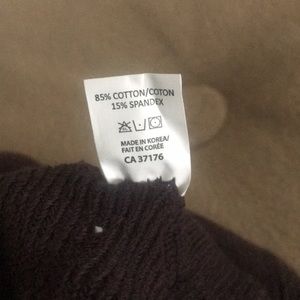 85% COTTON/COTON
15% SPANDEX
MADE IN KOREA/
FAIT EN CORÉE
CA 37176